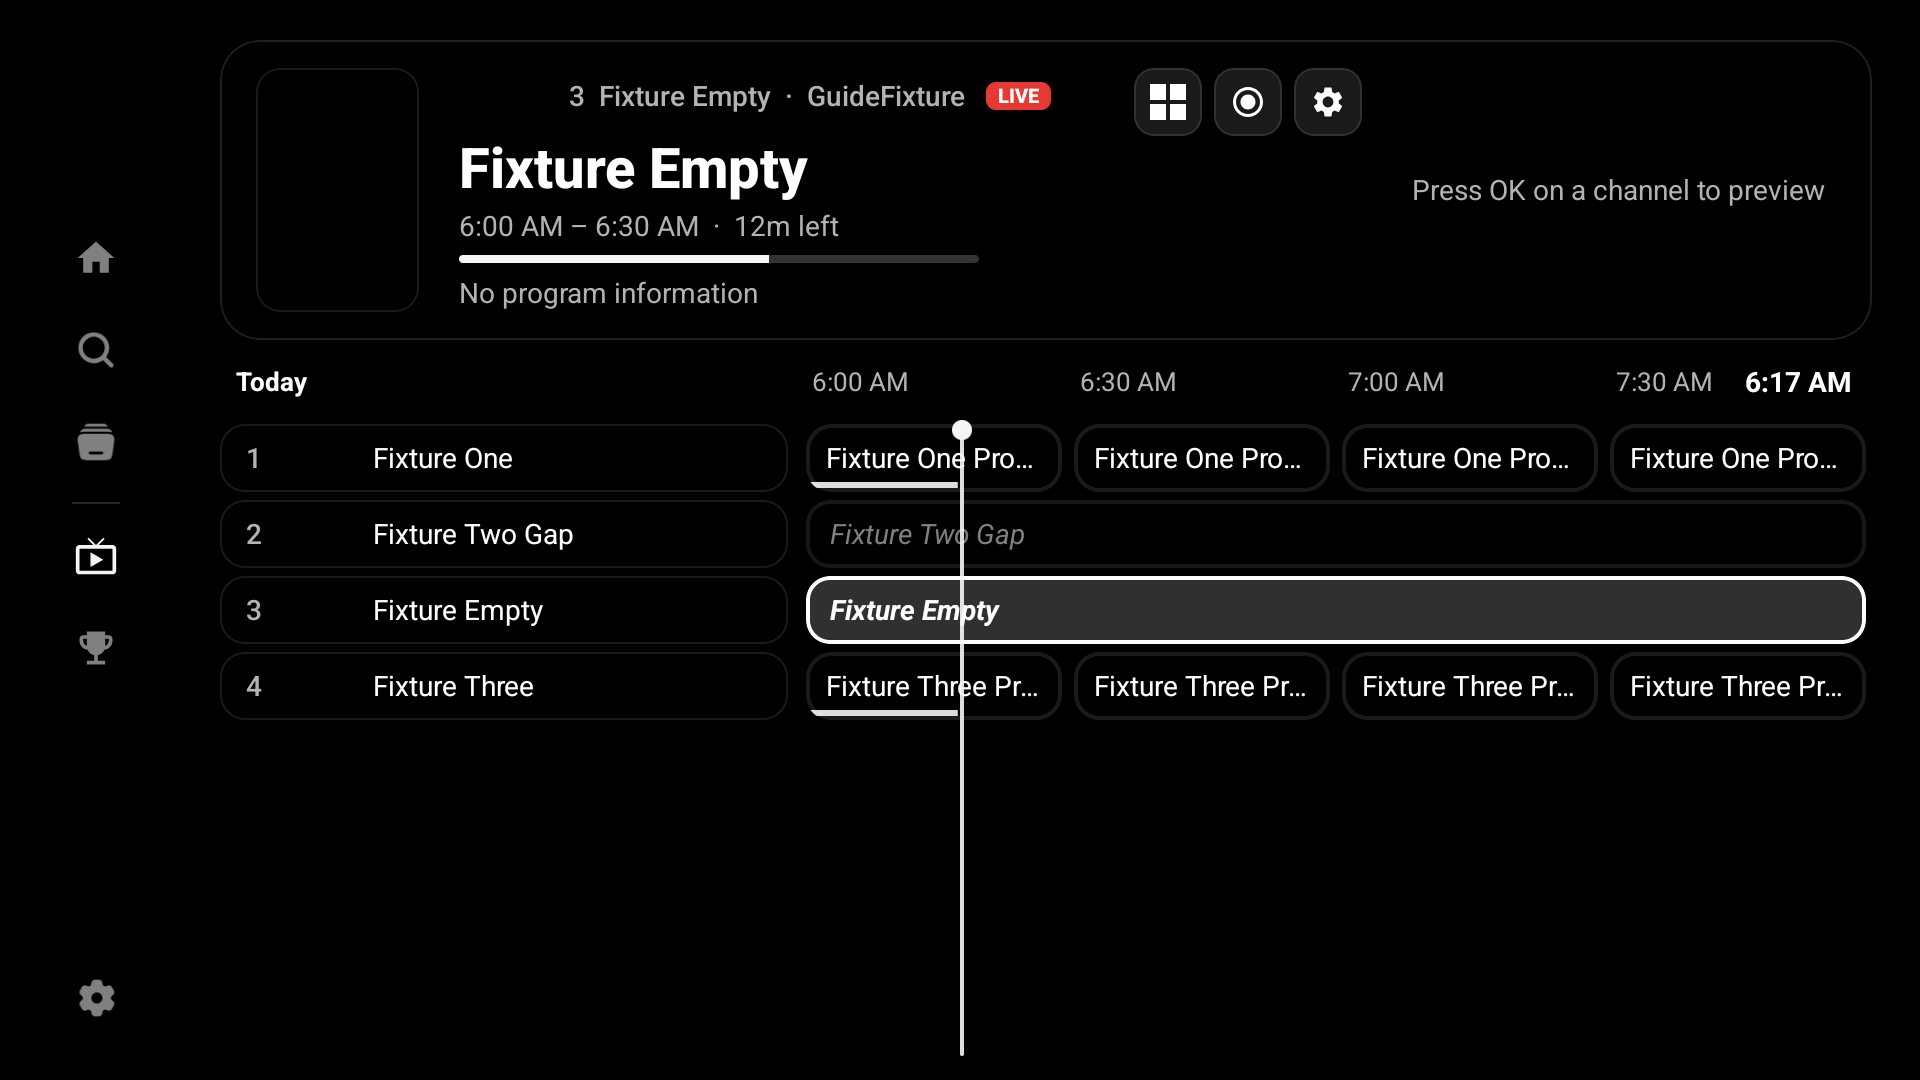 3 Fixture Empty · GuideFixture LIVE
Fixture Empty
6:00 AM – 6:30 AM · 12m left
No program information
Press OK on a channel to preview
Today 6:00 AM 6:30 AM 7:00 AM 7:30 AM 6:17 AM
1 Fixture One Fixture One Pro... Fixture One Pro... Fixture One Pro... Fixture One Pro...
2 Fixture Two Gap Fixture Two Gap
3 Fixture Empty Fixture Empty
4 Fixture Three Fixture Three Pr... Fixture Three Pr... Fixture Three Pr... Fixture Three Pr...